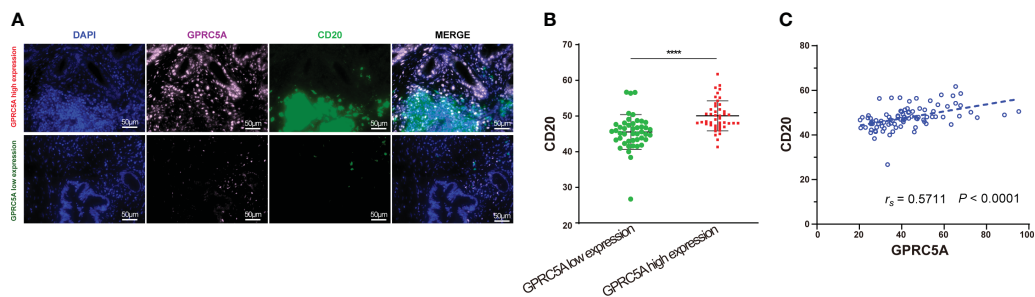 A
DAPI
GPRC5A
CD20
MERGE
GPRC5A high expression
50μm
50μm
50μm
50μm
GPRC5A low expression
50μm
50μm
50μm
50μm
B
70
60
50
40
30
20
CD20
****
GPRC5A low expression
GPRC5A high expression
C
80
60
40
20
0
CD20
rs = 0.5711 P < 0.0001
0 20 40 60 80 100
GPRC5A